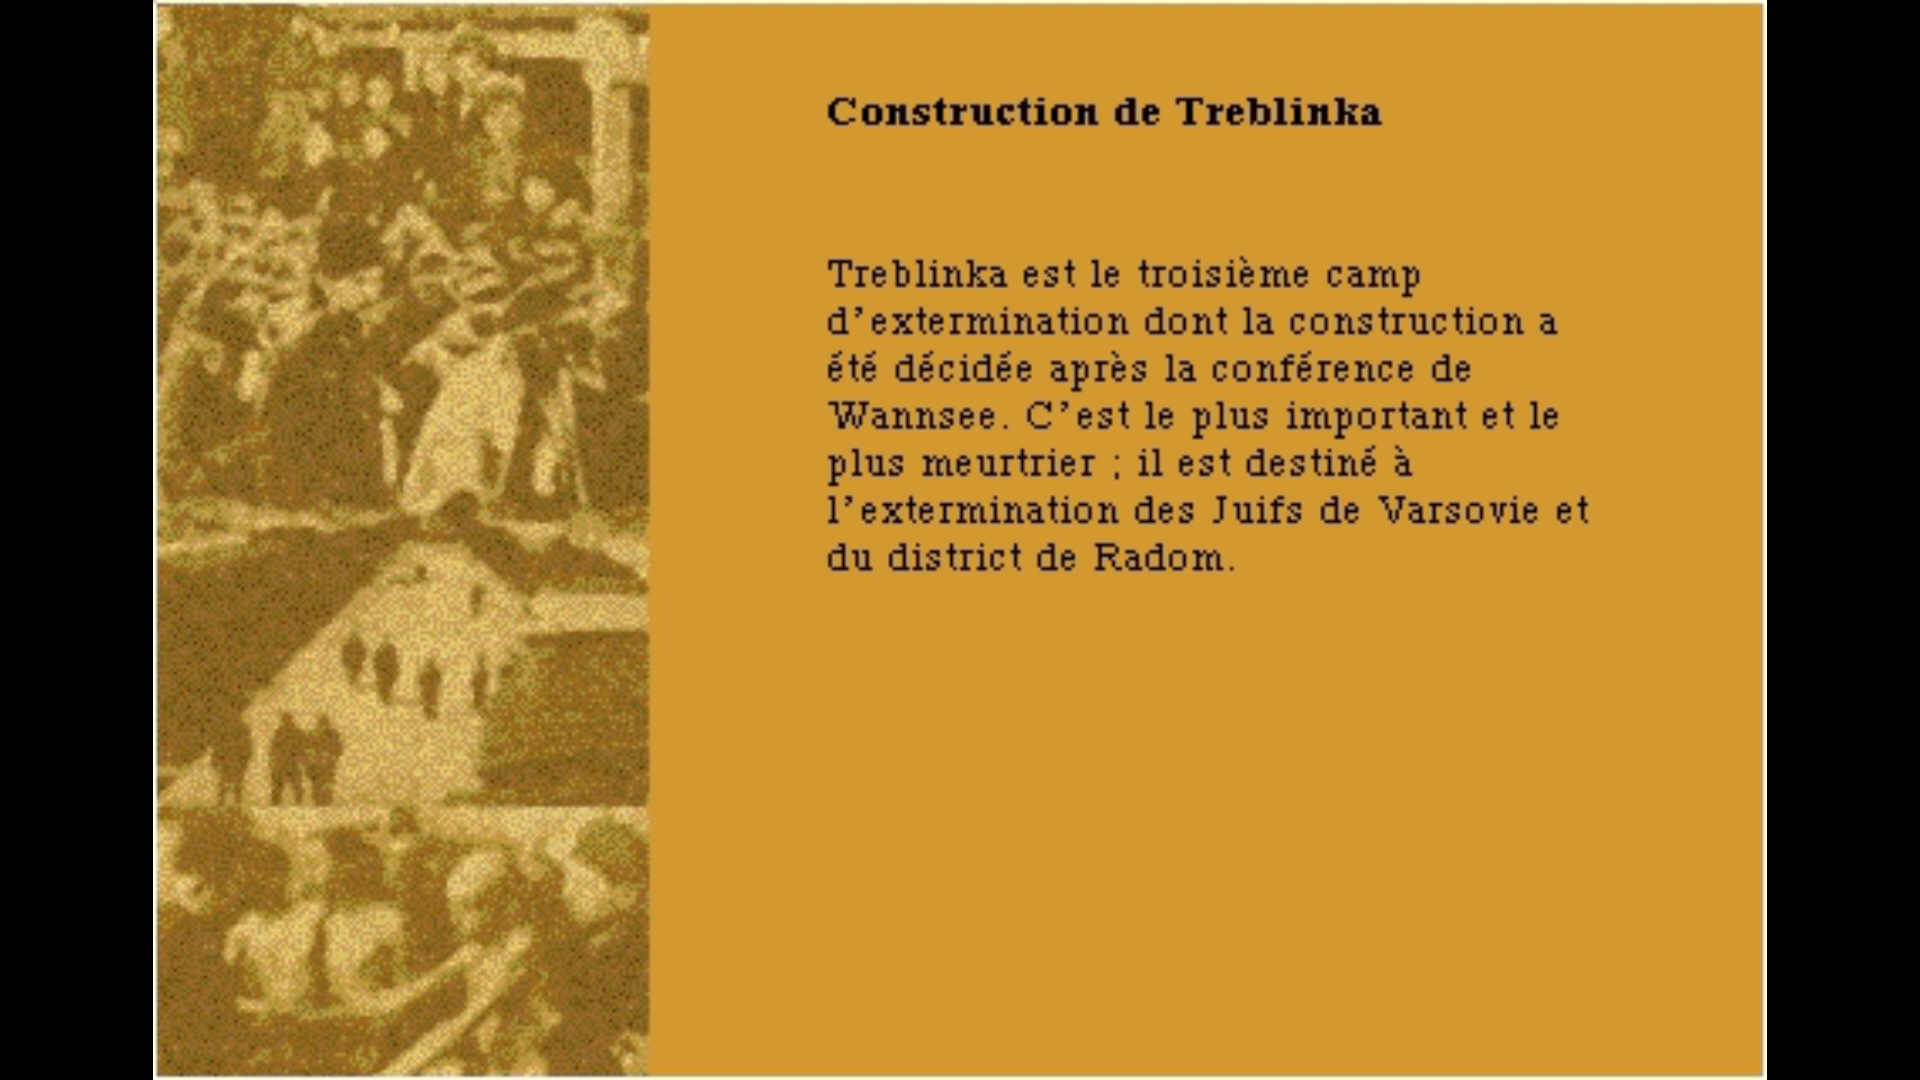 Construction de Treblinka
Treblinka est le troisième camp
d’extermination dont la construction a
été décidée après la conférence de
Wannsee. C’est le plus important et le
plus meurtrier ; il est destiné à
l’extermination des Juifs de Varsovie et
du district de Radom.